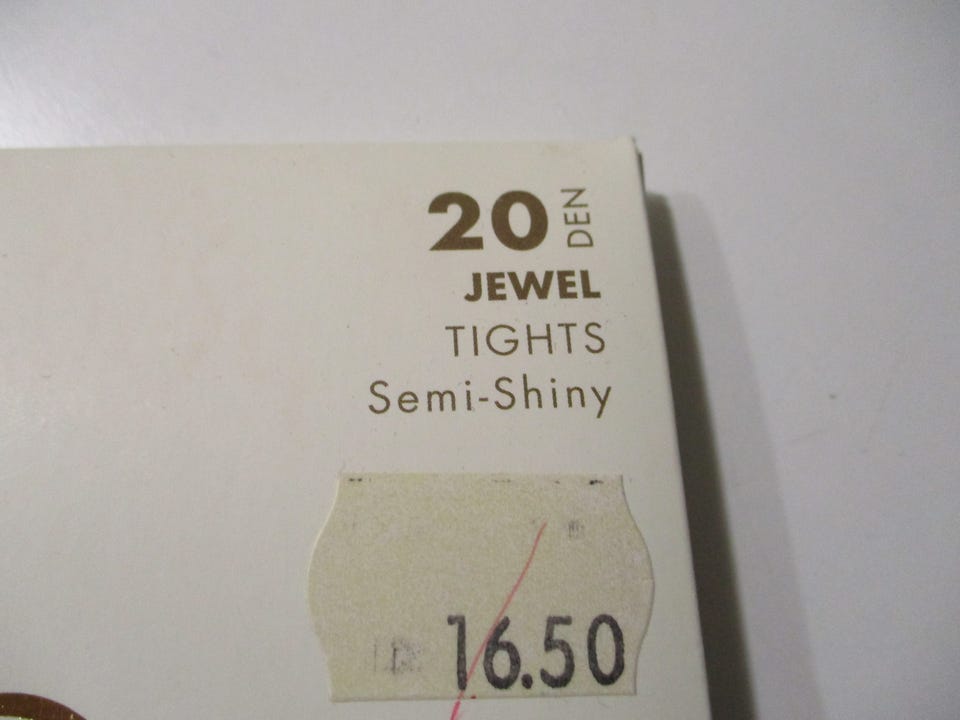 20 DEN
JEWEL
TIGHTS
Semi-Shiny
16.50